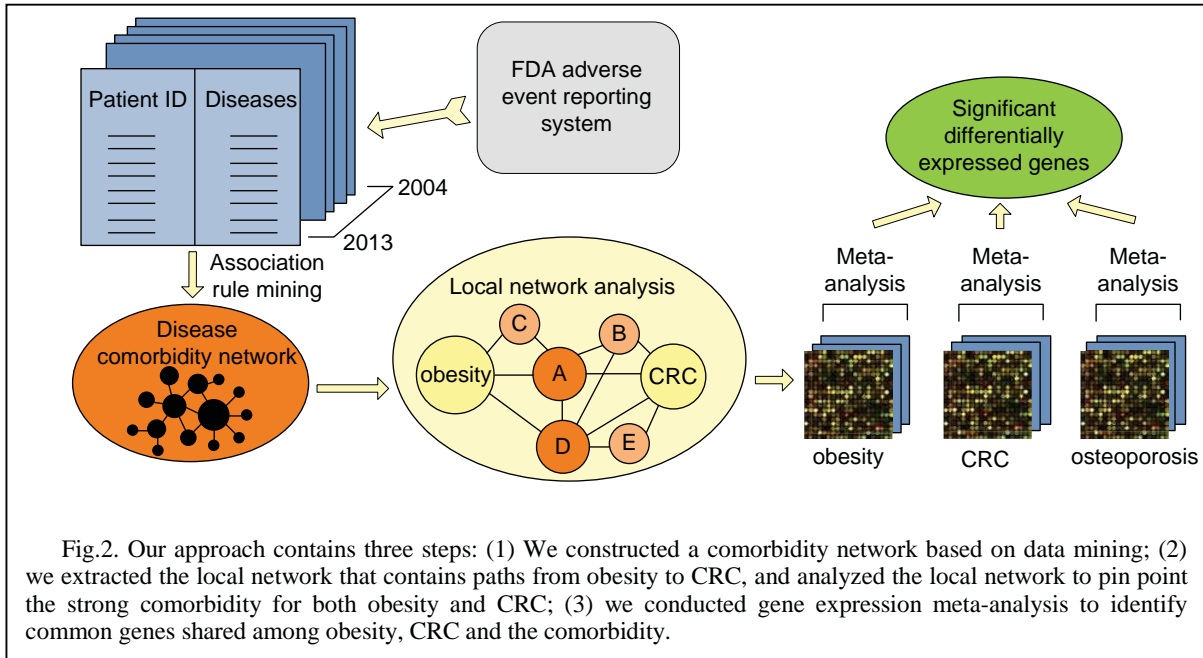 Patient ID
Diseases
FDA adverse
event reporting
system
2004
2013
Association
rule mining
Disease
comorbidity network
Local network analysis
C
B
obesity
A
CRC
D
E
Significant
differentially
expressed genes
Meta-
analysis
Meta-
analysis
Meta-
analysis
obesity
CRC
osteoporosis
Fig.2. Our approach contains three steps: (1) We constructed a comorbidity network based on data mining; (2)
we extracted the local network that contains paths from obesity to CRC, and analyzed the local network to pin point
the strong comorbidity for both obesity and CRC; (3) we conducted gene expression meta-analysis to identify
common genes shared among obesity, CRC and the comorbidity.